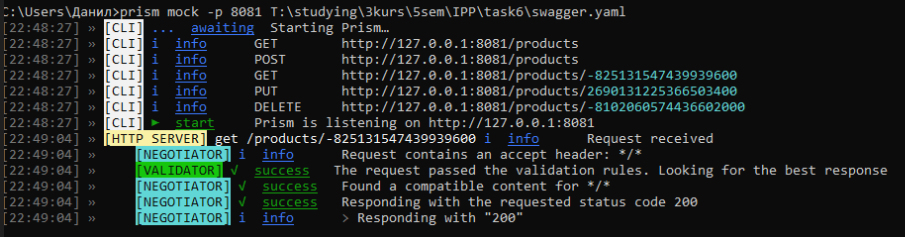 C:\Users\Данил>prism mock -p 8081 T:\studying\3kurs\5sem\IPP\task6\swagger.yaml
[22:48:27] » [CLI] ... awaiting Starting Prism…
[22:48:27] » [CLI] i info GET http://127.0.0.1:8081/products
[22:48:27] » [CLI] i info POST http://127.0.0.1:8081/products
[22:48:27] » [CLI] i info GET http://127.0.0.1:8081/products/-825131547439939600
[22:48:27] » [CLI] i info PUT http://127.0.0.1:8081/products/2690131225366503400
[22:48:27] » [CLI] i info DELETE http://127.0.0.1:8081/products/-8102060574436602000
[22:48:27] » [CLI] ► start Prism is listening on http://127.0.0.1:8081
[22:49:04] » [HTTP SERVER] get /products/-825131547439939600 i info Request received
[22:49:04] » [NEGOTIATOR] i info Request contains an accept header: */*
[22:49:04] » [VALIDATOR] √ success The request passed the validation rules. Looking for the best response
[22:49:04] » [NEGOTIATOR] √ success Found a compatible content for */*
[22:49:04] » [NEGOTIATOR] √ success Responding with the requested status code 200
[22:49:04] » [NEGOTIATOR] i info > Responding with "200"